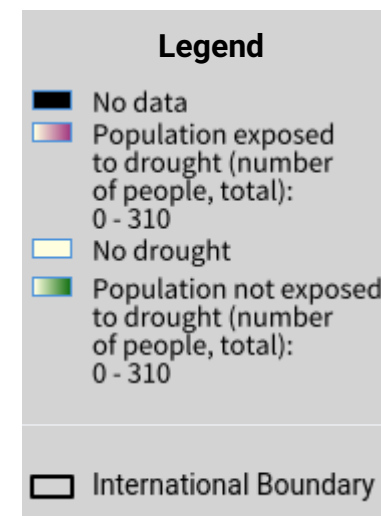 Legend
No data
Population exposed
to drought (number
of people, total):
0 - 310
No drought
Population not exposed
to drought (number
of people, total):
0 - 310
International Boundary